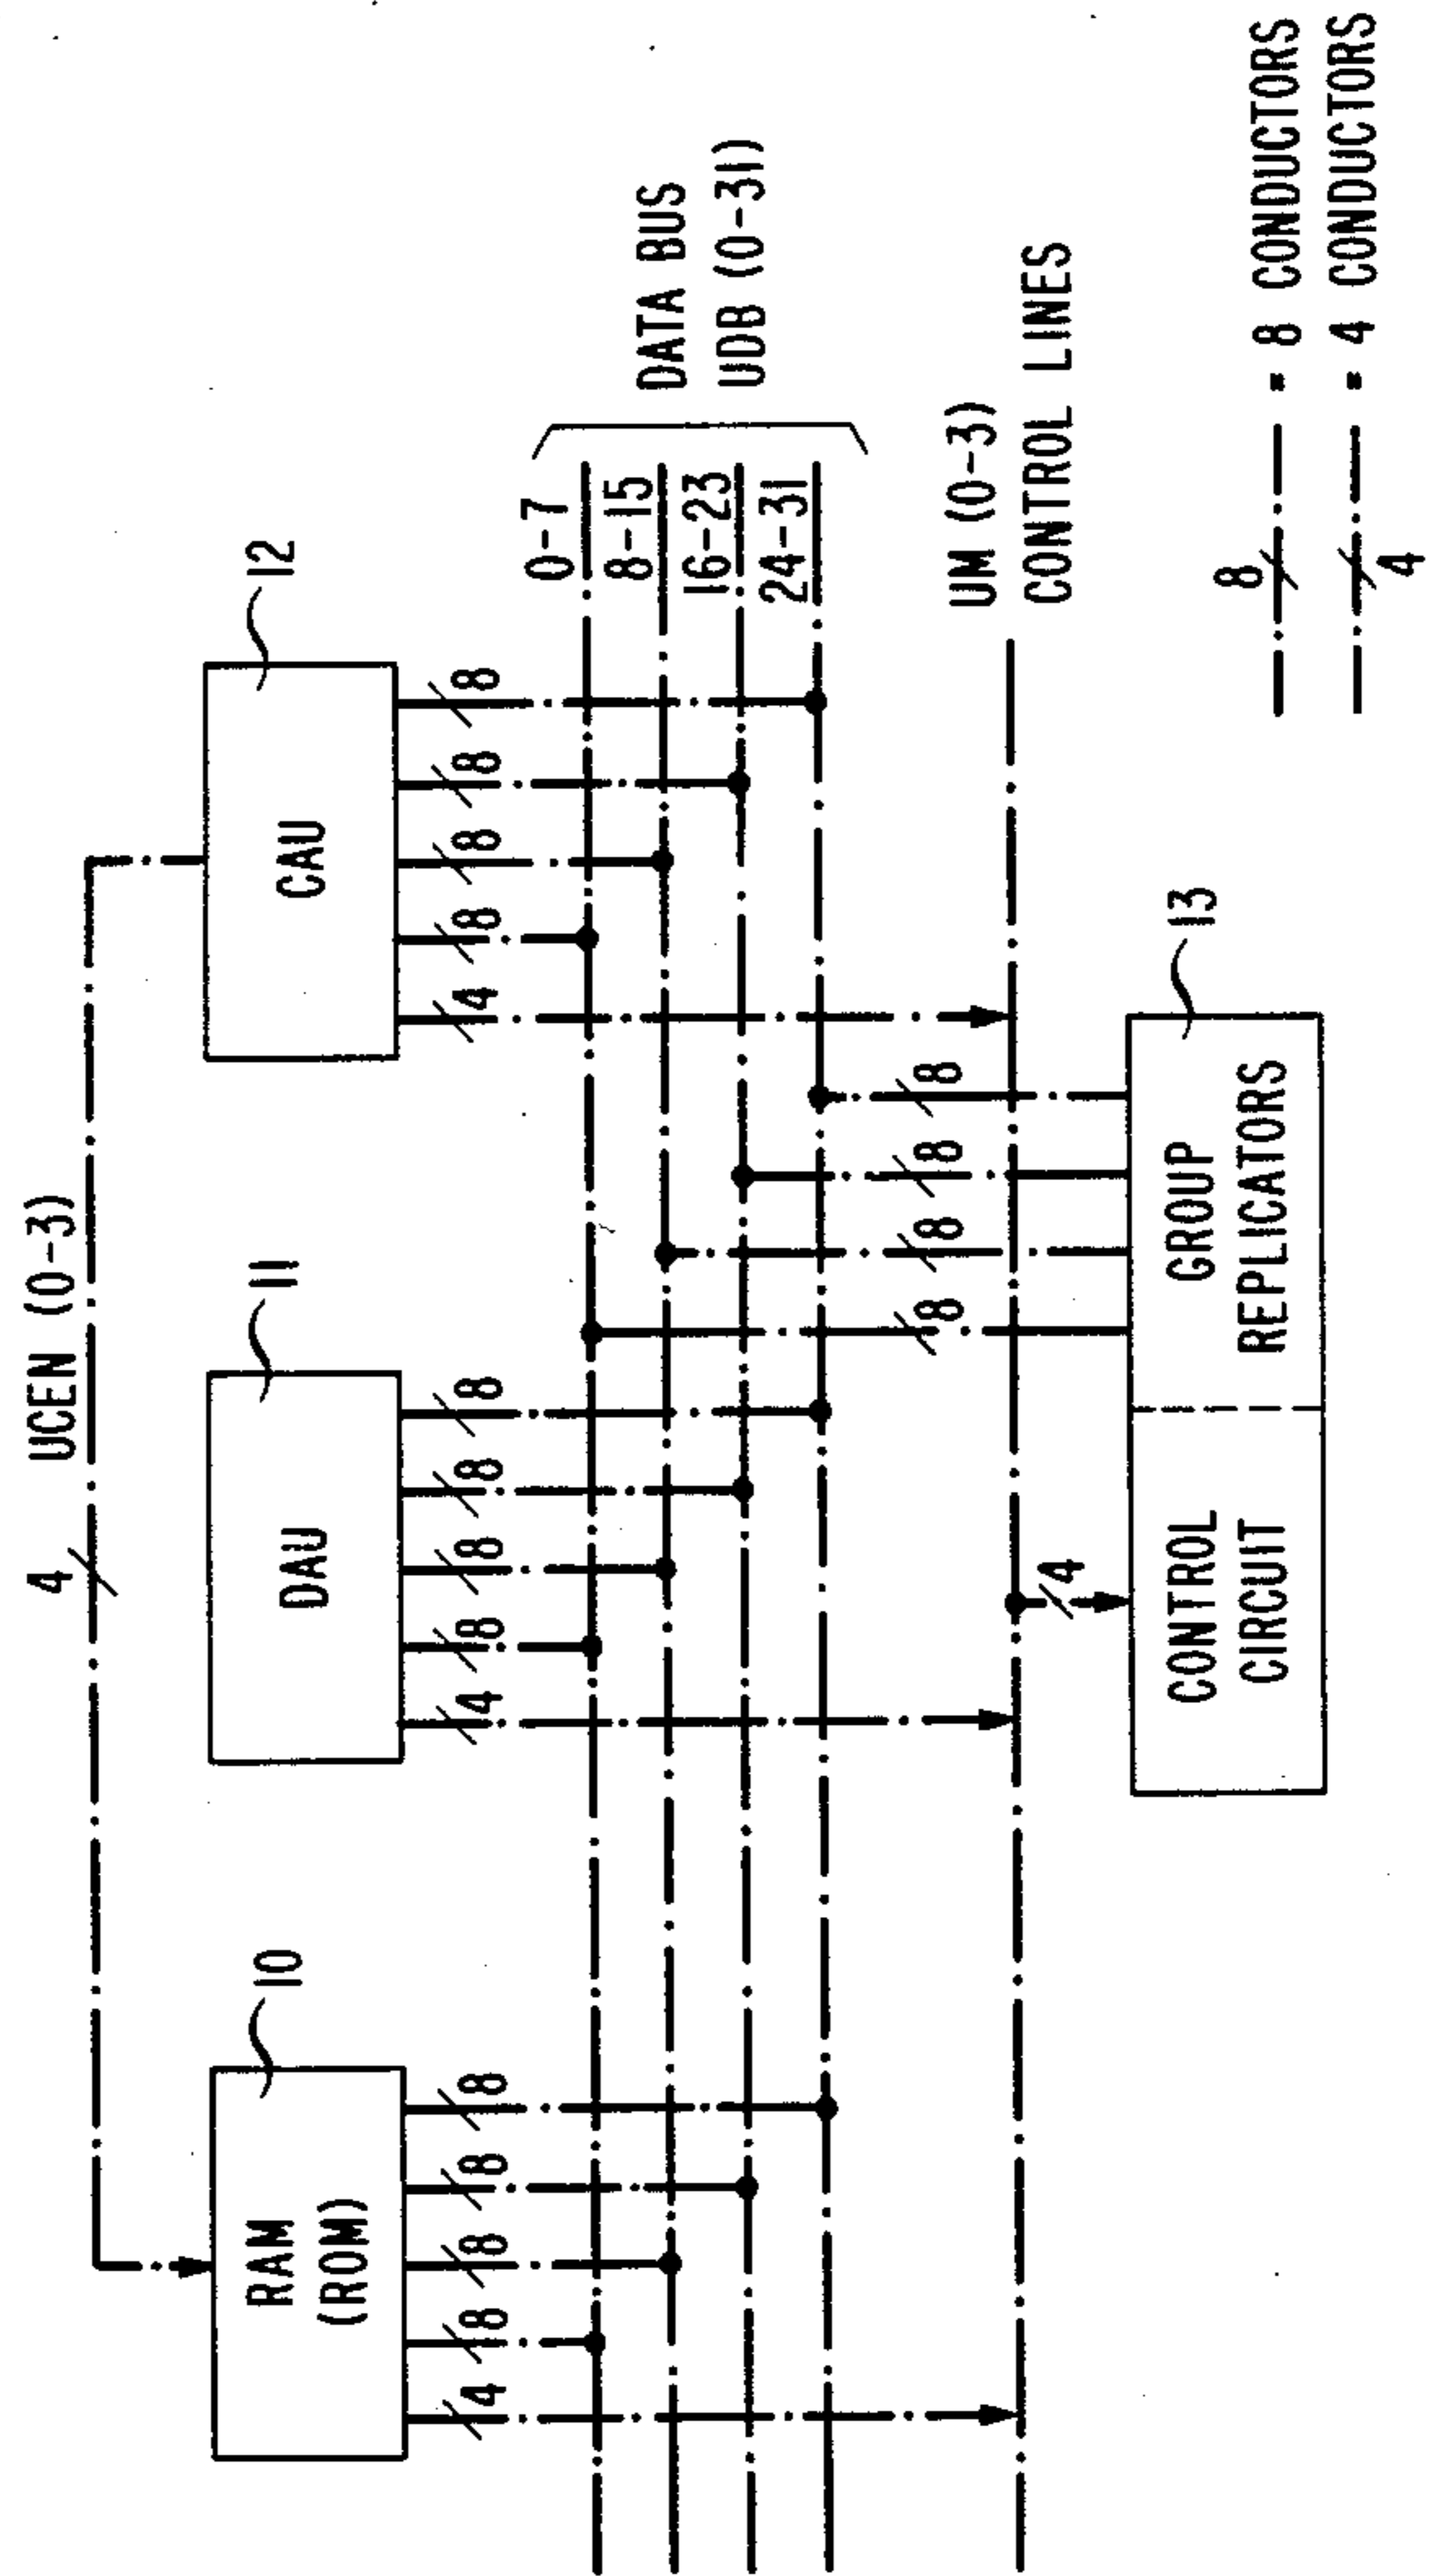 UCEN (0-3)
4
10
11
12
RAM
(ROM)
DAU
CAU
4 8 8 8 8
4 8 8 8 8
4 8 8 8 8
0-7
8-15
16-23
24-31
DATA BUS
UDB (0-31)
8 8 8 8
UM (0-3)
CONTROL LINES
4
13
CONTROL
CIRCUIT
GROUP
REPLICATORS
8
= 8 CONDUCTORS
= 4 CONDUCTORS
4